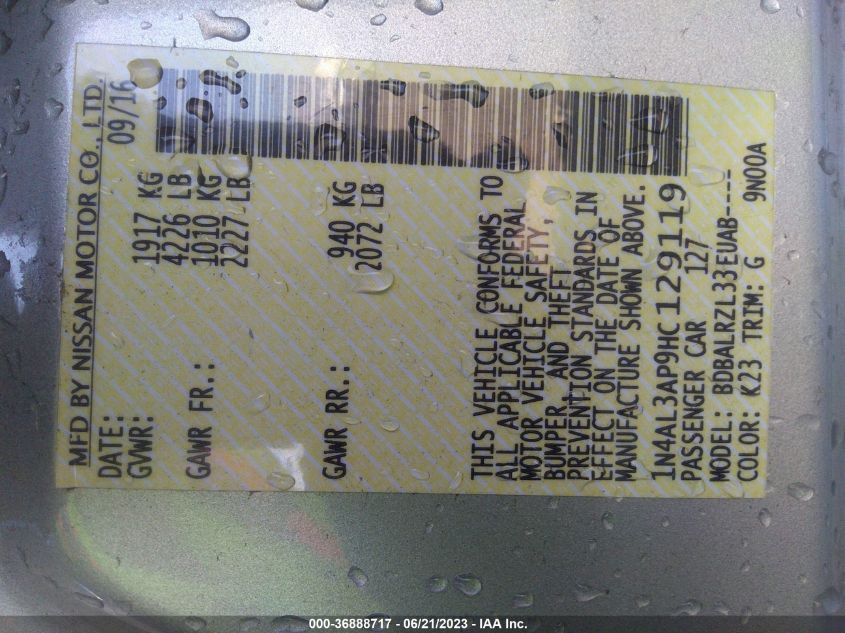 MFD BY NISSAN MOTOR CO., LTD.
DATE: 09/16
GVWR: 1917 KG
4226 LB
GAWR FR.: 1010 KG
2227 LB
GAWR RR.: 940 KG
2072 LB
THIS VEHICLE CONFORMS TO
ALL APPLICABLE FEDERAL
MOTOR VEHICLE SAFETY,
BUMPER AND THEFT
PREVENTION STANDARDS IN
EFFECT ON THE DATE OF
MANUFACTURE SHOWN ABOVE.
1N4AL3AP9HC129119
PASSENGER CAR 127
MODEL: BDBALRZL33EUAB----
COLOR: K23 TRIM: G 9N00A
000-36888717 - 06/21/2023 - IAA Inc.